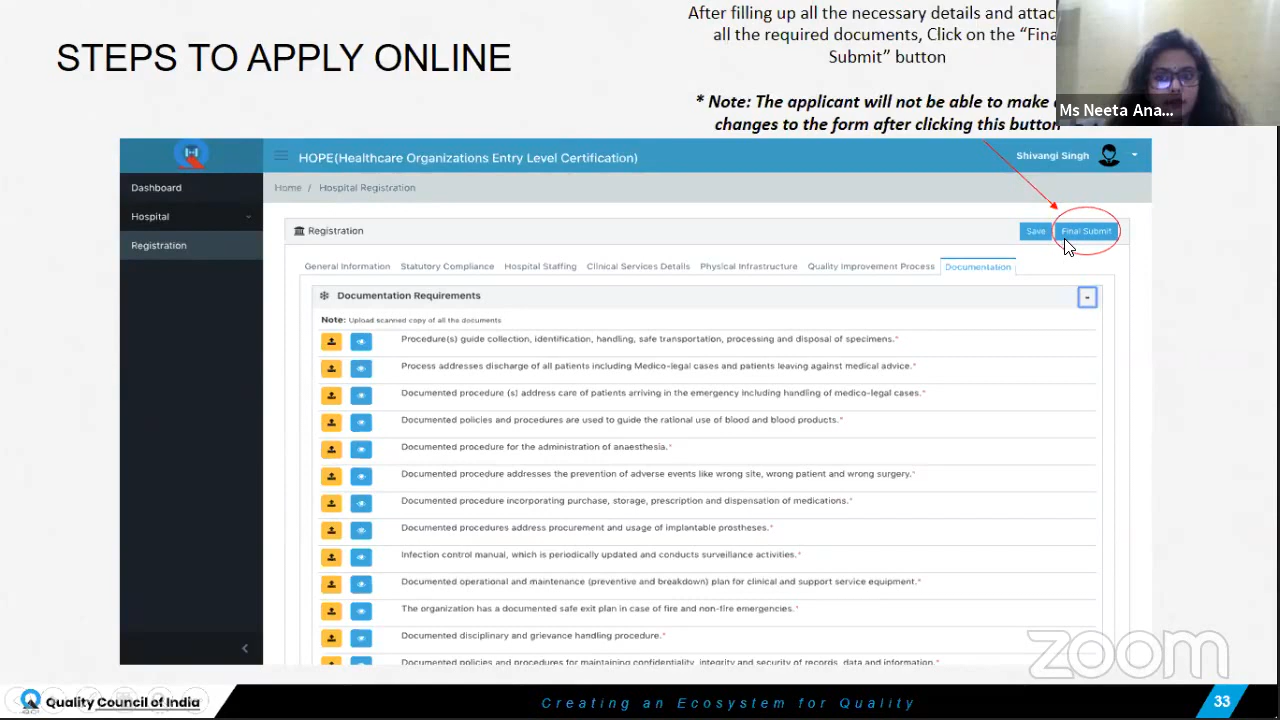 STEPS TO APPLY ONLINE
After filling up all the necessary details and attac
all the required documents, Click on the “Fina
Submit” button
* Note: The applicant will not be able to make
changes to the form after clicking this button
Ms Neeta Ana...
HOPE(Healthcare Organizations Entry Level Certification)
Shivangi Singh
Dashboard
Hospital
Registration
Home / Hospital Registration
Registration
Save
Final Submit
General Information Statutory Compliance Hospital Staffing Clinical Services Details Physical Infrastructure Quality Improvement Process Documentation
Documentation Requirements
-
Note: Upload scanned copy of all the documents
Procedure(s) guide collection, identification, handling, safe transportation, processing and disposal of specimens.*
Process addresses discharge of all patients including Medico-legal cases and patients leaving against medical advice.*
Documented procedure (s) address care of patients arriving in the emergency including handling of medico-legal cases.*
Documented policies and procedures are used to guide the rational use of blood and blood products.*
Documented procedure for the administration of anaesthesia.*
Documented procedure addresses the prevention of adverse events like wrong site, wrong patient and wrong surgery.*
Documented procedure incorporating purchase, storage, prescription and dispensation of medications.*
Documented procedures address procurement and usage of implantable prostheses.*
Infection control manual, which is periodically updated and conducts surveillance activities.*
Documented operational and maintenance (preventive and breakdown) plan for clinical and support service equipment.*
The organization has a documented safe exit plan in case of fire and non-fire emergencies.*
Documented disciplinary and grievance handling procedure.*
Documented policies and procedures for maintaining confidentiality, integrity and security of records, data and information.*
zoom
Quality Council of India
Creating an Ecosystem for Quality
33